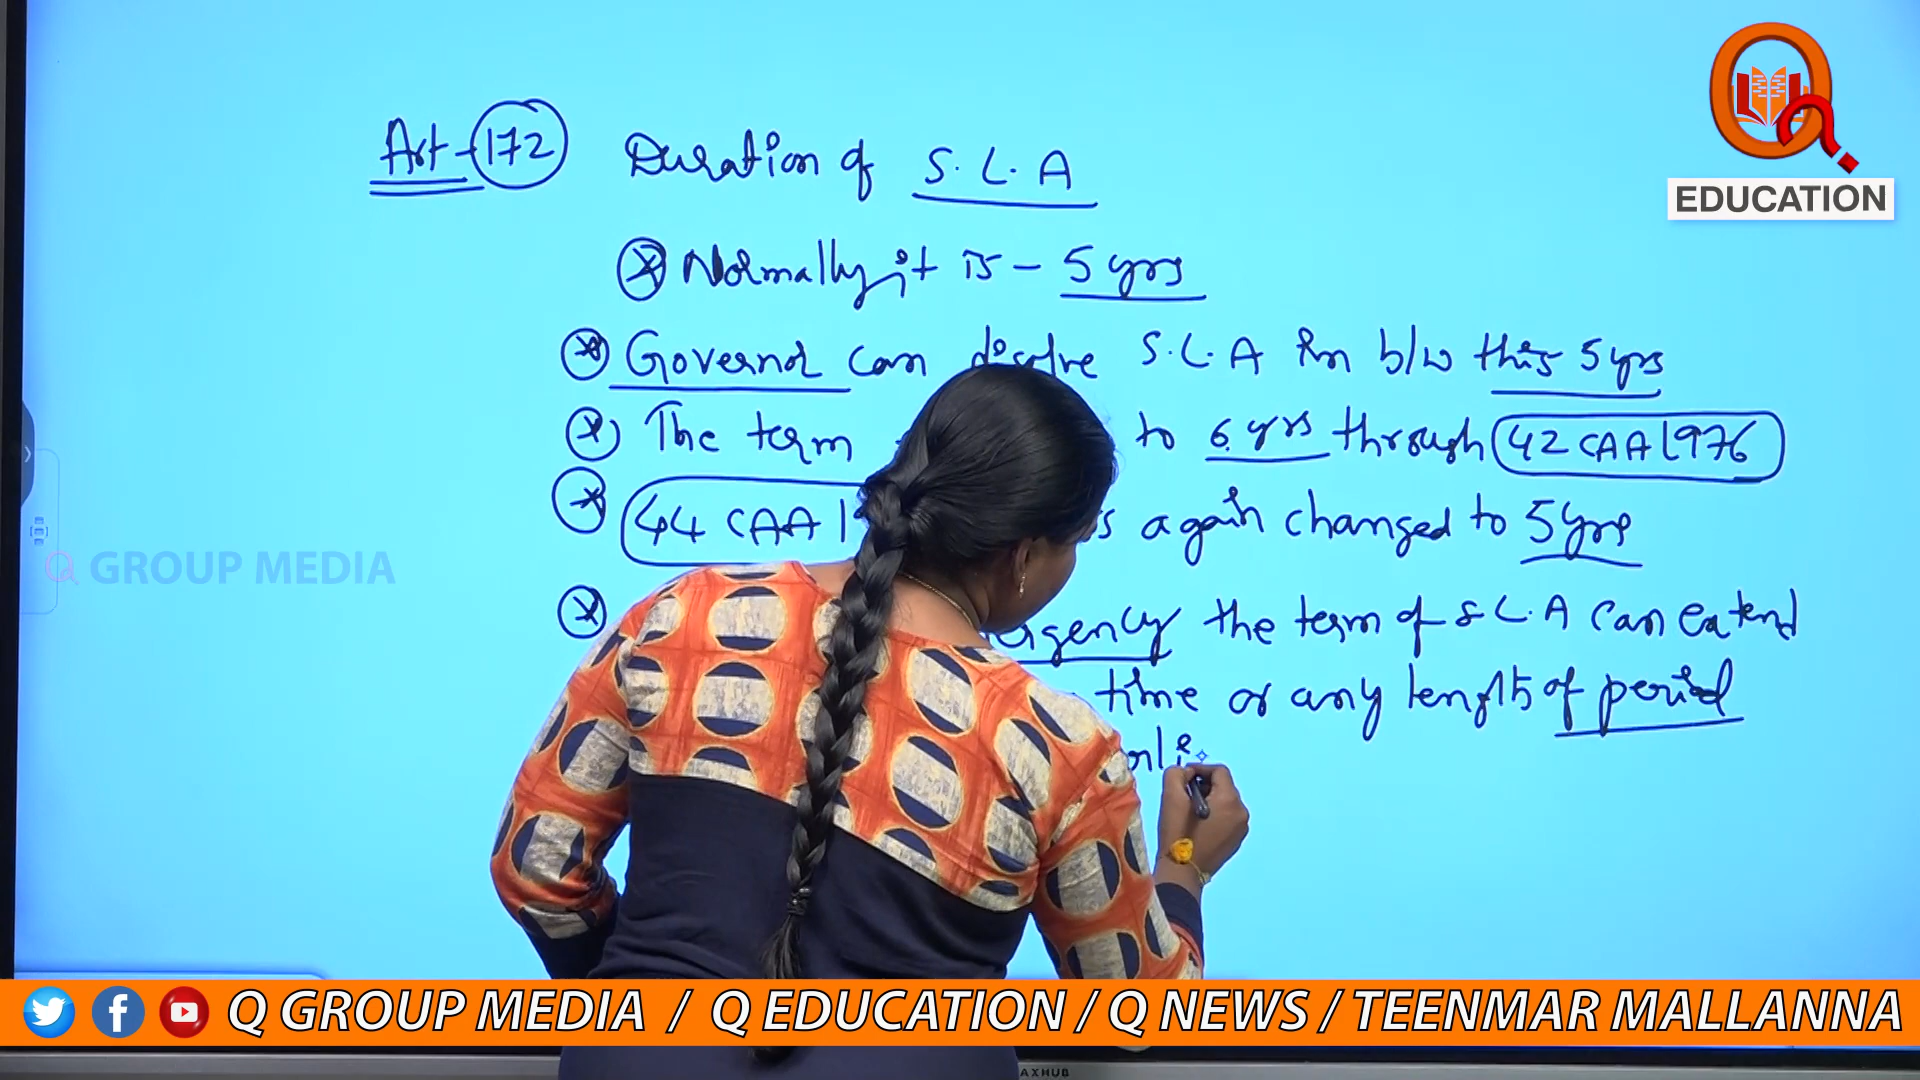 Art - 172 Duration of S.L.A
Normally it is - 5 yrs
Governor can S.L.A in b/w this 5 yrs
The term to 6 yrs through 42 CAA 1976
44 CAA again changed to 5 yrs
the term of S.L.A can extend
time or any length of period
Q
EDUCATION
Q GROUP MEDIA
Q GROUP MEDIA / Q EDUCATION / Q NEWS / TEENMAR MALLANNA
AXHUB